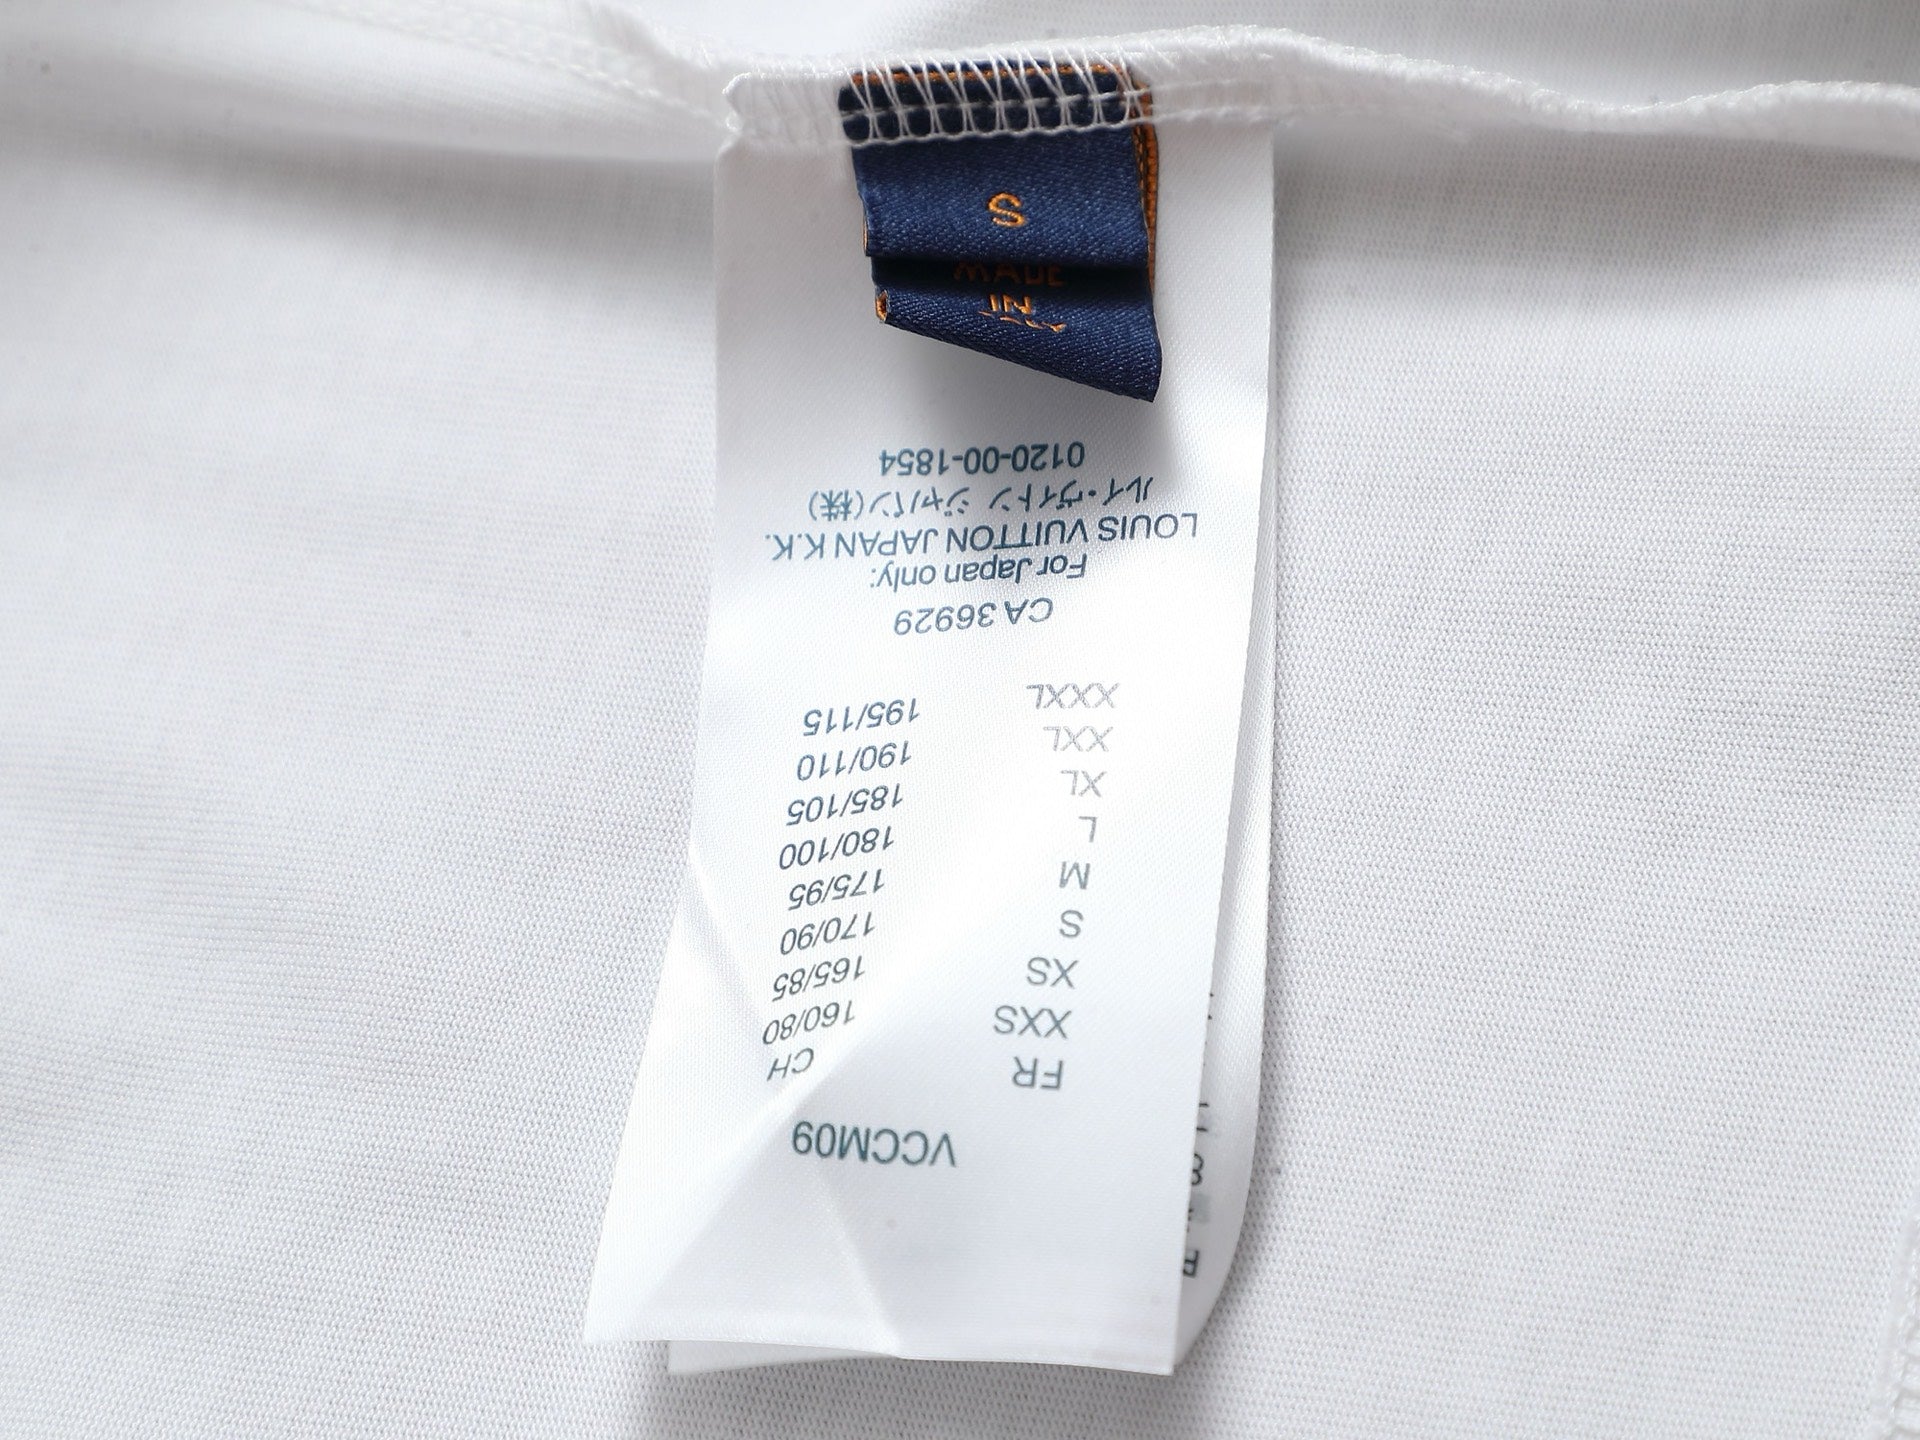 S
MADE
IN
ITALY
VCCM09
FR CH
XXS 160/80
XS 165/85
S 170/90
M 175/95
L 180/100
XL 185/105
XXL 190/110
XXXL 195/115
CA 36929
For Japan only:
LOUIS VUITTON JAPAN K.K.
ルイ・ヴィトン ジャパン(株)
0120-00-1854